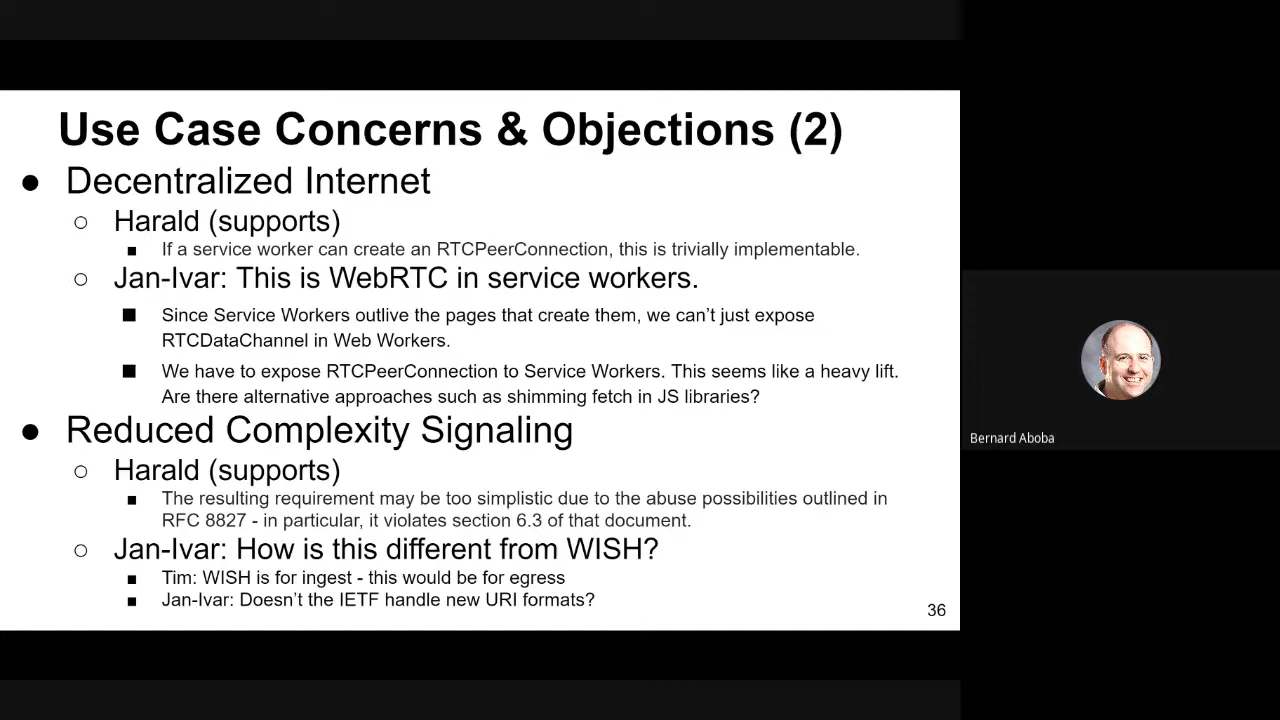 Use Case Concerns & Objections (2)
● Decentralized Internet
○ Harald (supports)
■ If a service worker can create an RTCPeerConnection, this is trivially implementable.
○ Jan-Ivar: This is WebRTC in service workers.
■ Since Service Workers outlive the pages that create them, we can’t just expose
RTCDataChannel in Web Workers.
■ We have to expose RTCPeerConnection to Service Workers. This seems like a heavy lift.
Are there alternative approaches such as shimming fetch in JS libraries?
● Reduced Complexity Signaling
○ Harald (supports)
■ The resulting requirement may be too simplistic due to the abuse possibilities outlined in
RFC 8827 - in particular, it violates section 6.3 of that document.
○ Jan-Ivar: How is this different from WISH?
■ Tim: WISH is for ingest - this would be for egress
■ Jan-Ivar: Doesn’t the IETF handle new URI formats?
36
Bernard Aboba